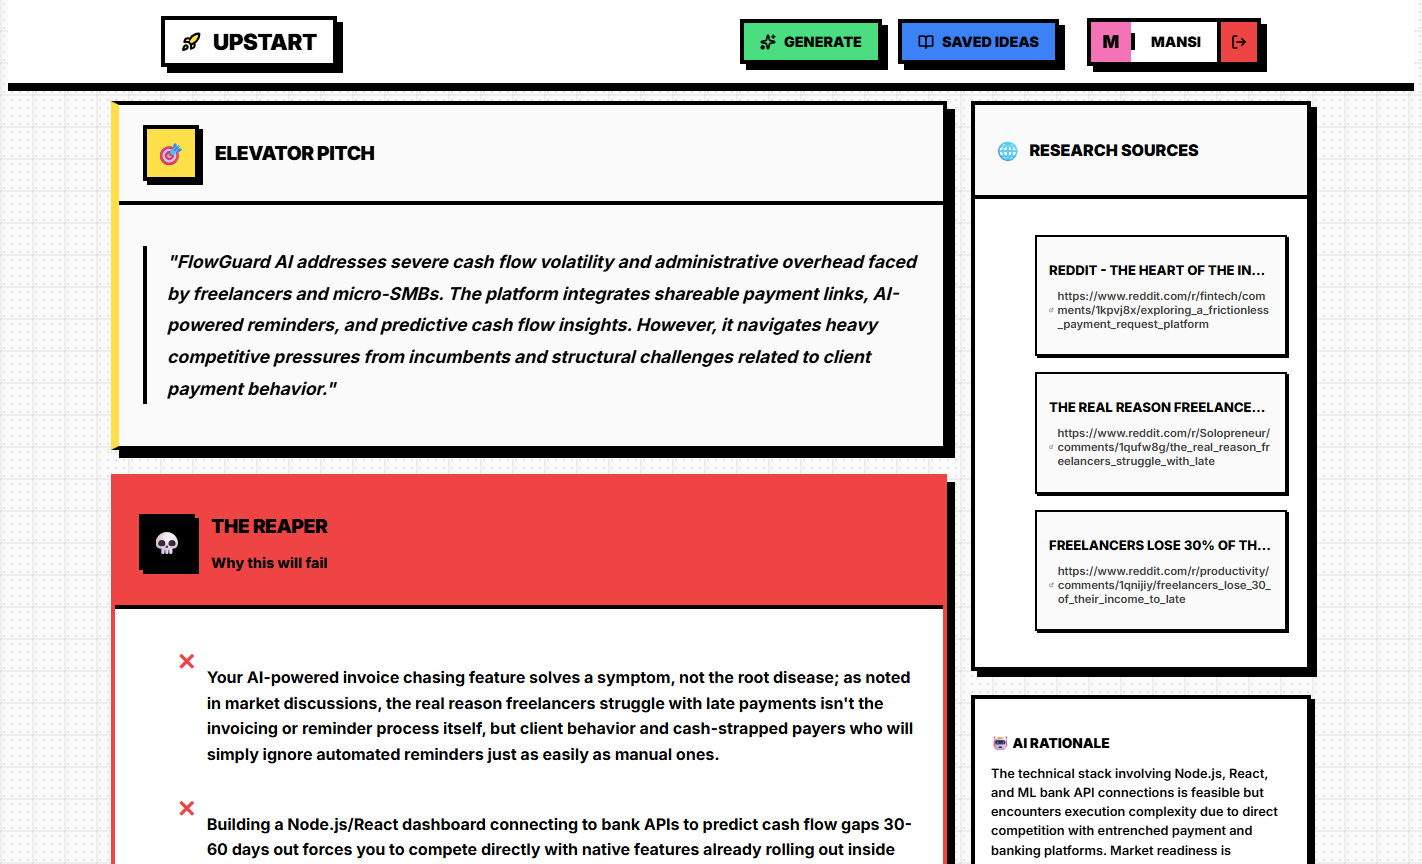 UPSTART
GENERATE
SAVED IDEAS
M
MANSI
ELEVATOR PITCH
"FlowGuard AI addresses severe cash flow volatility and administrative overhead faced
by freelancers and micro-SMBs. The platform integrates shareable payment links, AI-
powered reminders, and predictive cash flow insights. However, it navigates heavy
competitive pressures from incumbents and structural challenges related to client
payment behavior."
THE REAPER
Why this will fail
Your AI-powered invoice chasing feature solves a symptom, not the root disease; as noted
in market discussions, the real reason freelancers struggle with late payments isn't the
invoicing or reminder process itself, but client behavior and cash-strapped payers who will
simply ignore automated reminders just as easily as manual ones.
Building a Node.js/React dashboard connecting to bank APIs to predict cash flow gaps 30-
60 days out forces you to compete directly with native features already rolling out inside
RESEARCH SOURCES
REDDIT - THE HEART OF THE IN...
https://www.reddit.com/r/fintech/com
ments/1kpvj8x/exploring_a_frictionless
_payment_request_platform
THE REAL REASON FREELANCE...
https://www.reddit.com/r/Solopreneur/
comments/1qufw8g/the_real_reason_fr
eelancers_struggle_with_late
FREELANCERS LOSE 30% OF TH...
https://www.reddit.com/r/productivity/
comments/1qnijiy/freelancers_lose_30_
of_their_income_to_late
AI RATIONALE
The technical stack involving Node.js, React,
and ML bank API connections is feasible but
encounters execution complexity due to direct
competition with entrenched payment and
banking platforms. Market readiness is